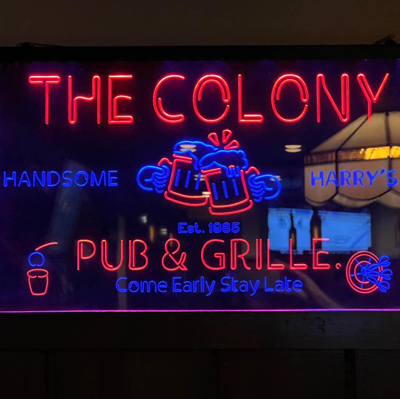 THE COLONY
HANDSOME HARRY'S
Est. 1985
PUB & GRILLE.
Come Early Stay Late